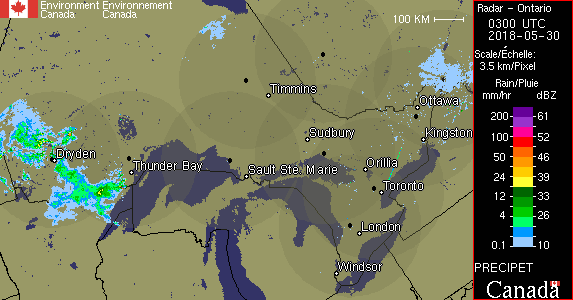 Environment Environnement
Canada Canada
100 KM
Timmins
Ottawa
Sudbury
Kingston
Dryden
Thunder Bay
Sault Ste. Marie
Orillia
Toronto
London
Windsor
Radar - Ontario
0300 UTC
2018-05-30
Scale/Échelle:
3.5 km/Pixel
Rain/Pluie
mm/hr dBZ
200 61
100 52
50 46
24 39
12 33
4 26
0.1 10
PRECIPET
Canada